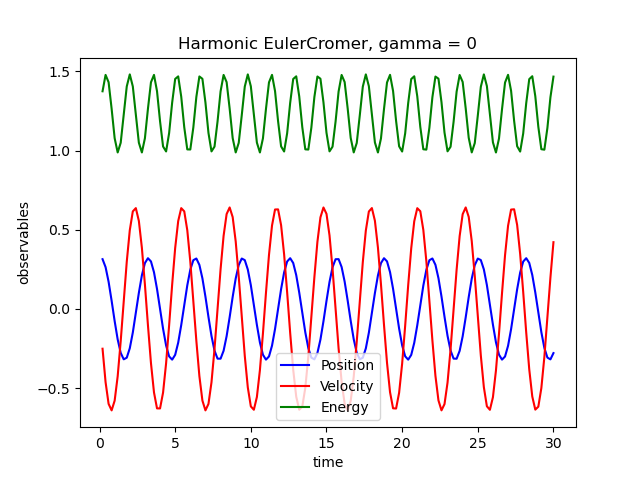 Harmonic EulerCromer, gamma = 0
1.5
1.0
0.5
0.0
−0.5
observables
0
5
10
15
20
25
30
time
Position
Velocity
Energy